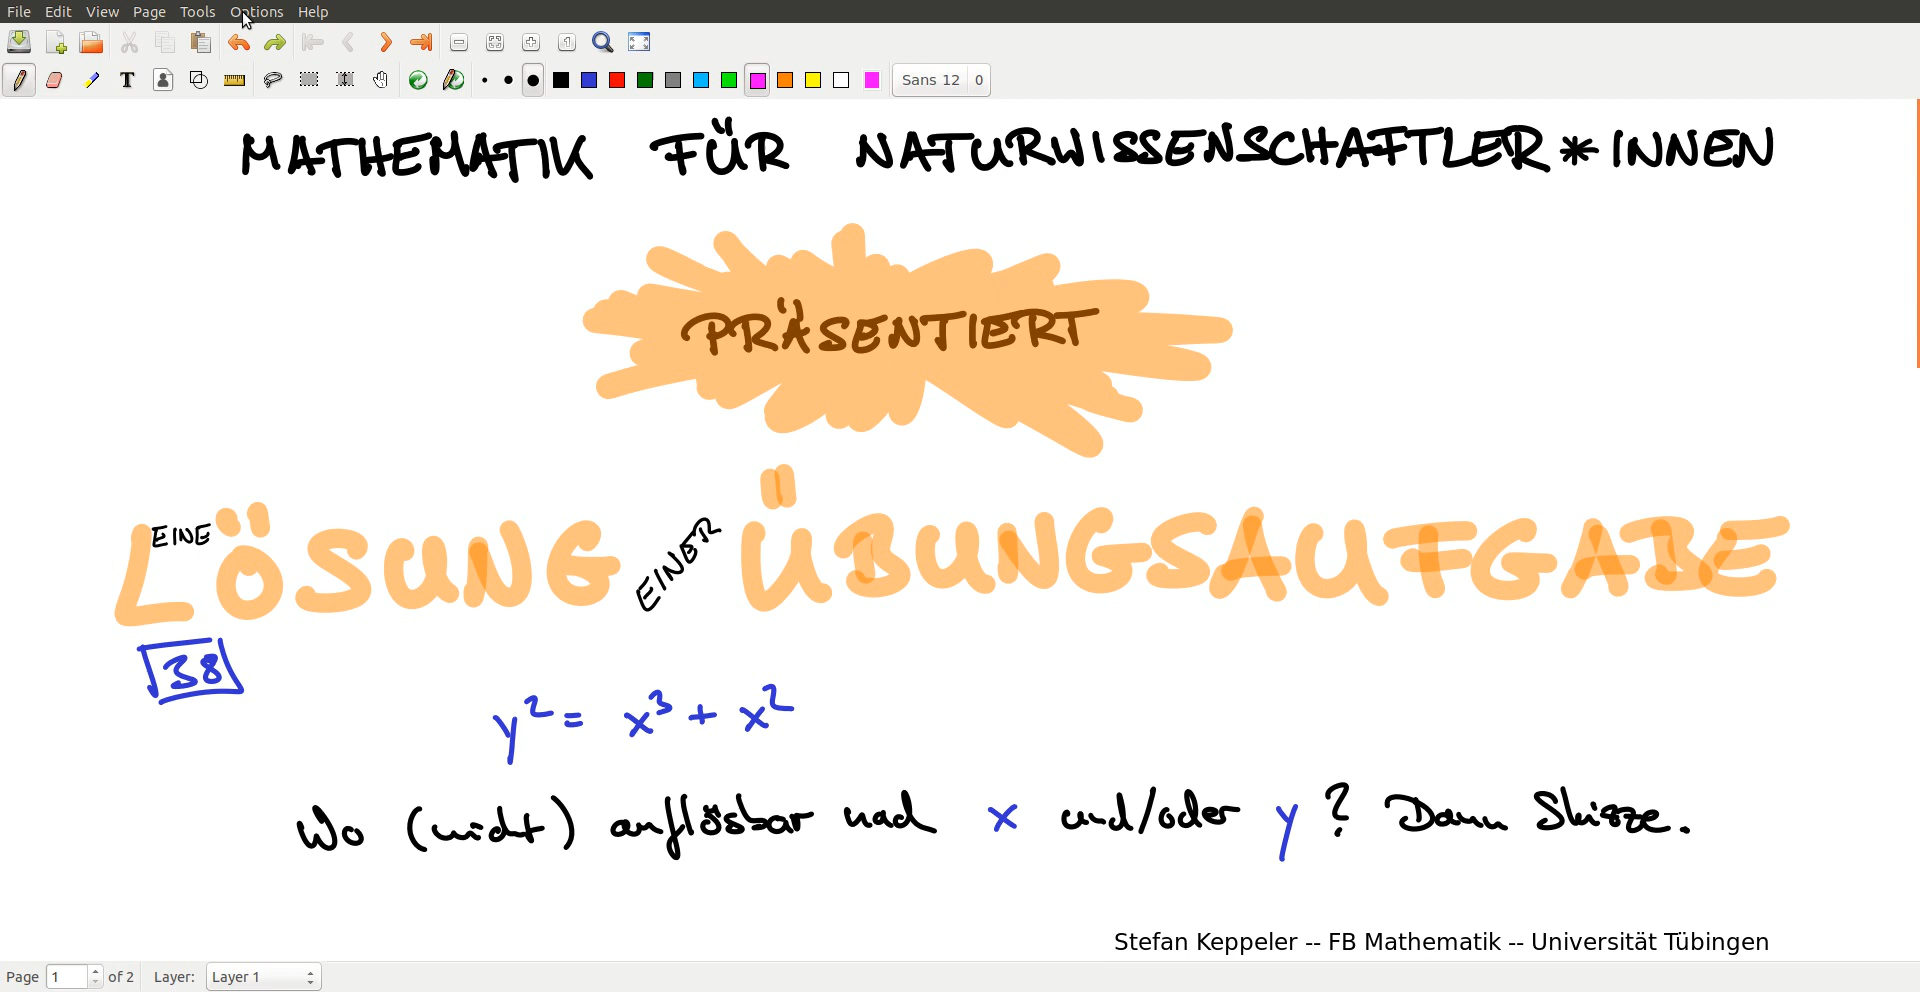 File Edit View Page Tools Options Help
T Sans 12 0
MATHEMATIK FÜR NATURWISSENSCHAFTLER*INNEN
PRÄSENTIERT
EINE LÖSUNG EINER ÜBUNGSAUFGABE
38
y² = x³ + x²
Wo (nicht) auflösbar nach x und/oder y? Dann Skizze.
Stefan Keppeler -- FB Mathematik -- Universität Tübingen
Page 1 of 2 Layer: Layer 1